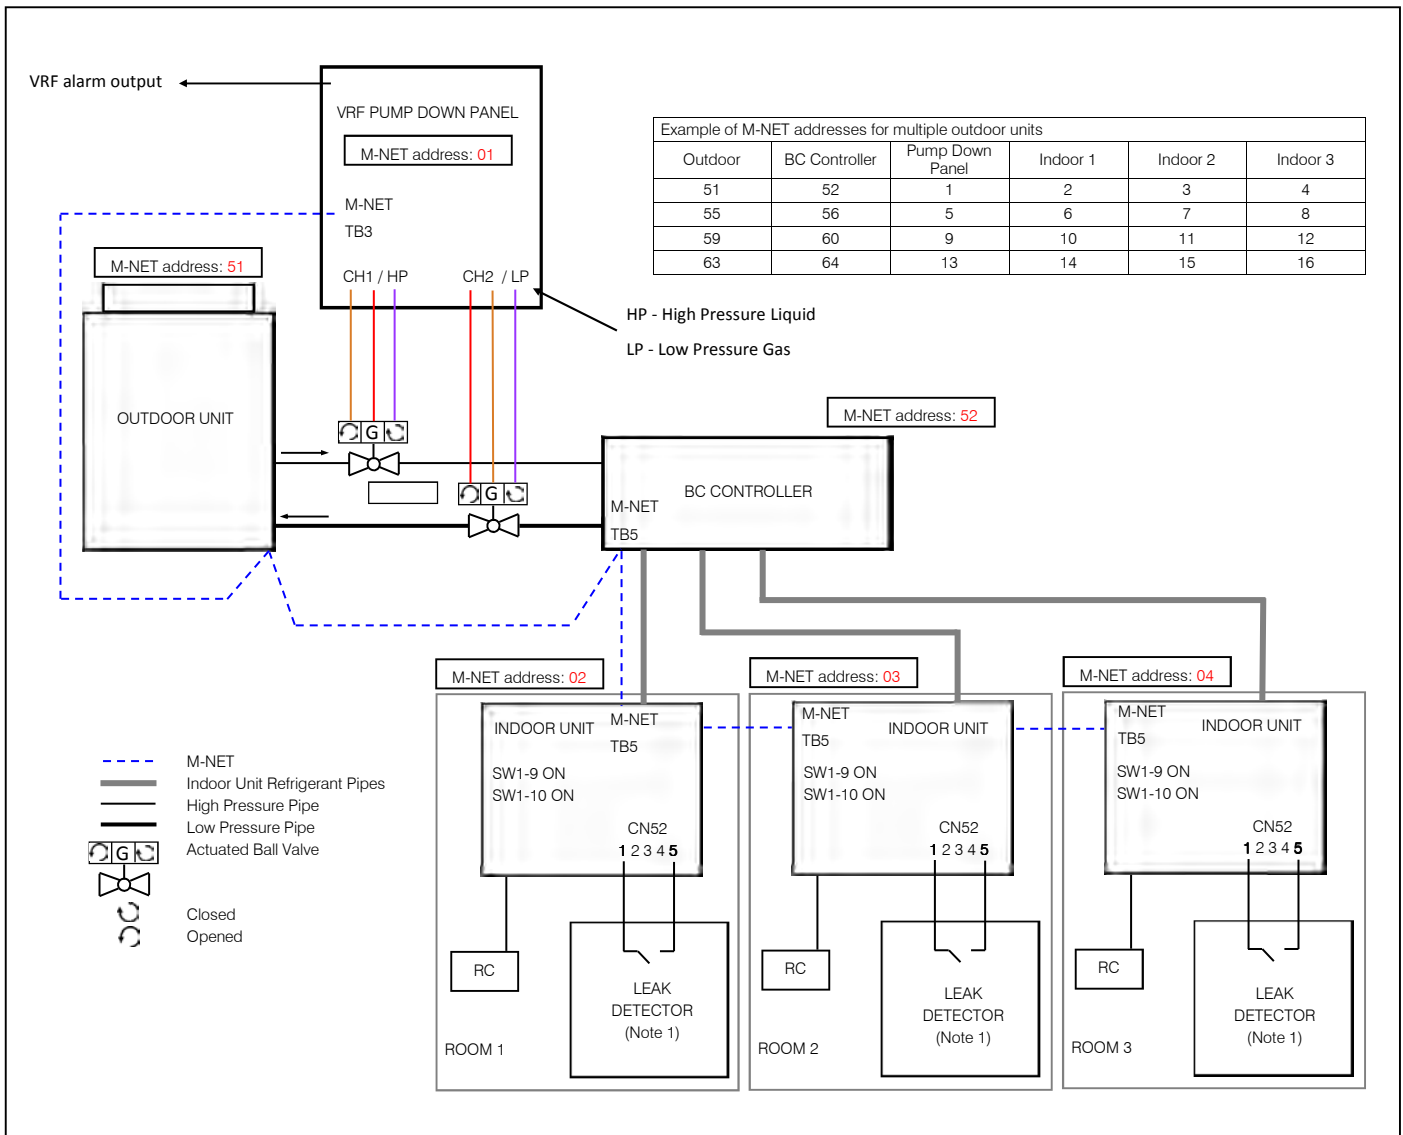 VRF alarm output
VRF PUMP DOWN PANEL
M-NET address: 01
M-NET
TB3
CH1 / HP
CH2 / LP
Example of M-NET addresses for multiple outdoor units
Outdoor BC Controller Pump Down Panel Indoor 1 Indoor 2 Indoor 3
51 52 1 2 3 4
55 56 5 6 7 8
59 60 9 10 11 12
63 64 13 14 15 16
HP - High Pressure Liquid
LP - Low Pressure Gas
M-NET address: 51
OUTDOOR UNIT
G
G
M-NET address: 52
BC CONTROLLER
M-NET
TB5
M-NET address: 02
INDOOR UNIT
M-NET
TB5
SW1-9 ON
SW1-10 ON
CN52
1 2 3 4 5
RC
LEAK
DETECTOR
(Note 1)
ROOM 1
M-NET address: 03
M-NET
TB5
INDOOR UNIT
SW1-9 ON
SW1-10 ON
CN52
1 2 3 4 5
RC
LEAK
DETECTOR
(Note 1)
ROOM 2
M-NET address: 04
M-NET
TB5
INDOOR UNIT
SW1-9 ON
SW1-10 ON
CN52
1 2 3 4 5
RC
LEAK
DETECTOR
(Note 1)
ROOM 3
M-NET
Indoor Unit Refrigerant Pipes
High Pressure Pipe
Low Pressure Pipe
G
Actuated Ball Valve
Closed
Opened